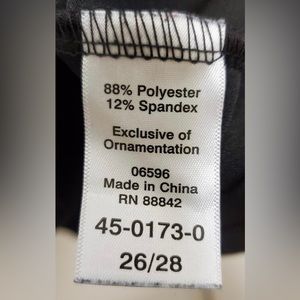 88% Polyester
12% Spandex
Exclusive of
Ornamentation
06596
Made in China
RN 88842
45-0173-0
26/28